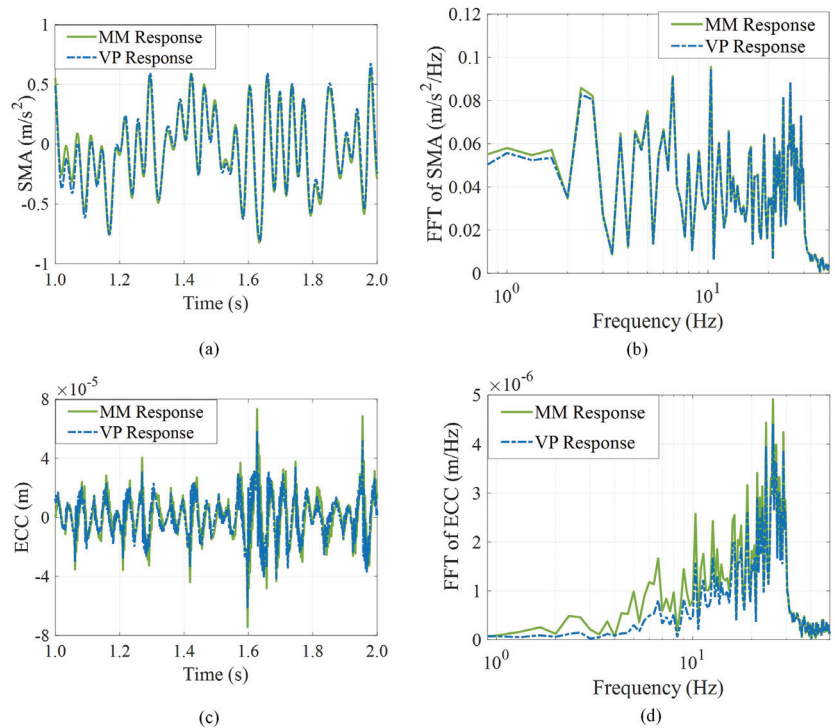 MM Response
VP Response
SMA (m/s²)
1
0.5
0
-0.5
-1
1.0 1.2 1.4 1.6 1.8 2.0
Time (s)
(a)
MM Response
VP Response
FFT of SMA (m/s²/Hz)
0.12
0.1
0.08
0.06
0.04
0.02
0
10⁰ 10¹
Frequency (Hz)
(b)
×10⁻⁵
MM Response
VP Response
ECC (m)
8
4
0
-4
-8
1.0 1.2 1.4 1.6 1.8 2.0
Time (s)
(c)
×10⁻⁶
MM Response
VP Response
FFT of ECC (m/Hz)
5
4
3
2
1
0
10⁰ 10¹
Frequency (Hz)
(d)